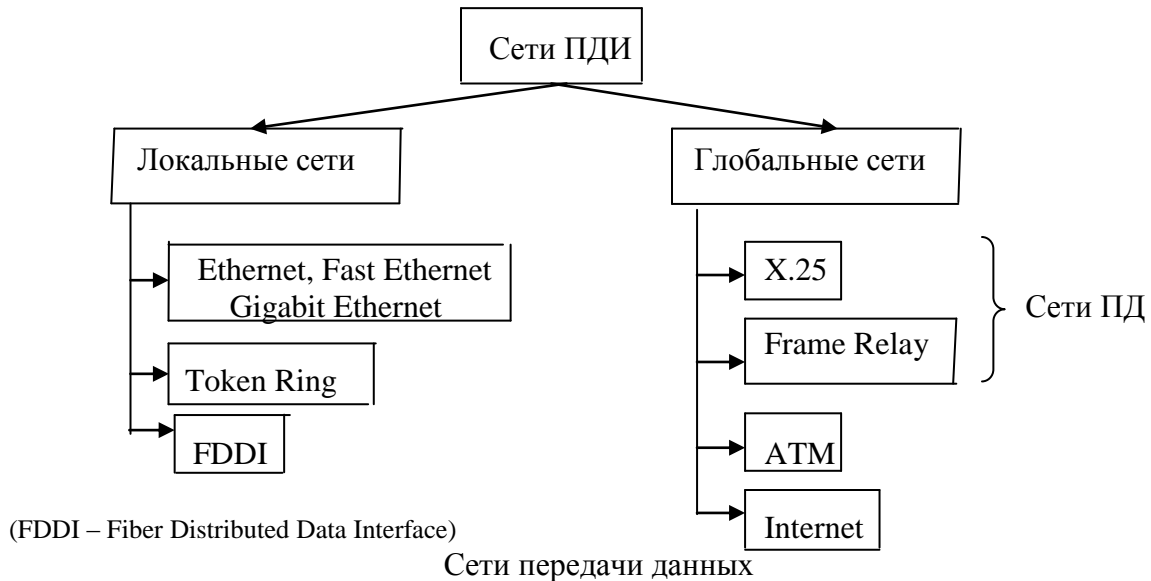 Сети ПДИ
Локальные сети
Глобальные сети
Ethernet, Fast Ethernet
Gigabit Ethernet
Token Ring
FDDI
X.25
Frame Relay
ATM
Internet
Сети ПД
(FDDI – Fiber Distributed Data Interface)
Сети передачи данных